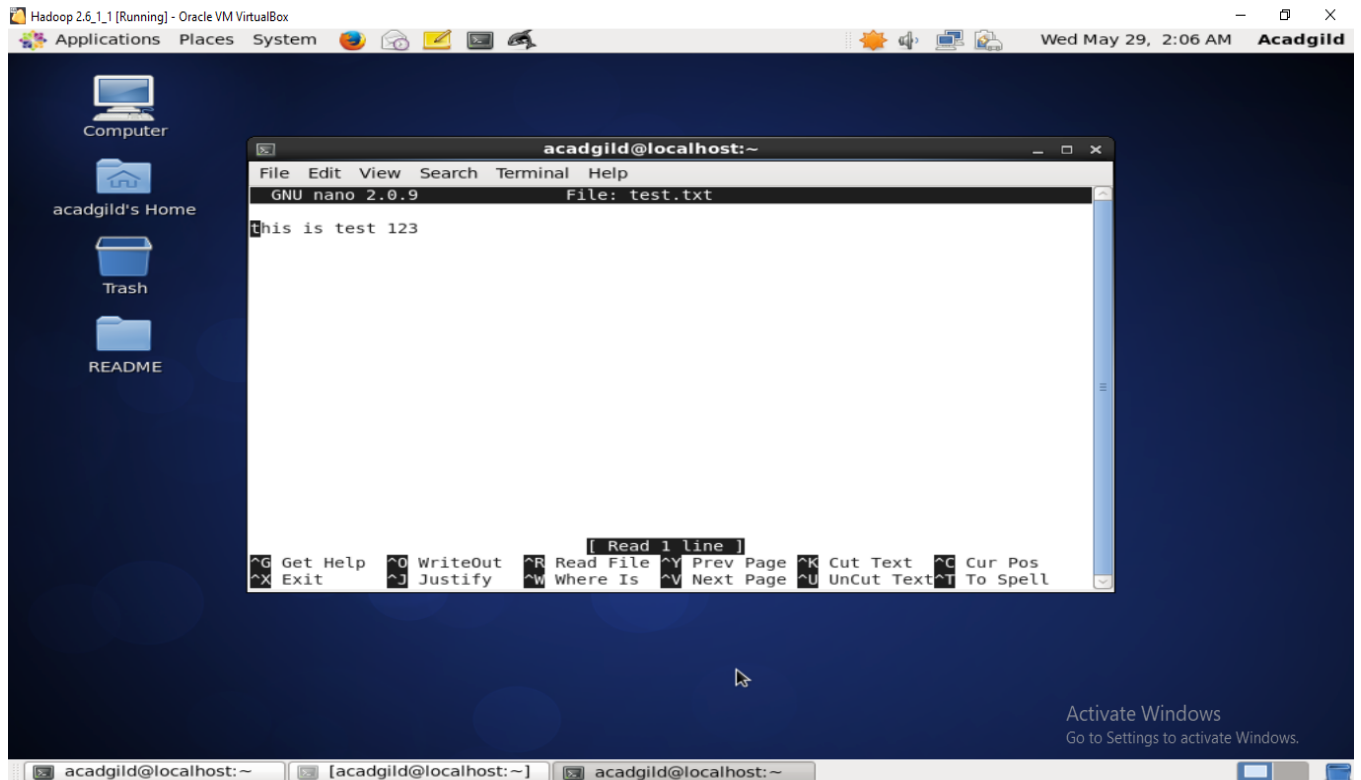 Hadoop 2.6_1_1 [Running] - Oracle VM VirtualBox
Applications Places System Wed May 29, 2:06 AM Acadgild
Computer
acadgild's Home
Trash
README
acadgild@localhost:~
File Edit View Search Terminal Help
GNU nano 2.0.9 File: test.txt
this is test 123
[ Read 1 line ]
^G Get Help ^O WriteOut ^R Read File ^Y Prev Page ^K Cut Text ^C Cur Pos
^X Exit ^J Justify ^W Where Is ^V Next Page ^U UnCut Text ^T To Spell
Activate Windows
Go to Settings to activate Windows.
acadgild@localhost:~ [acadgild@localhost:~] acadgild@localhost:~